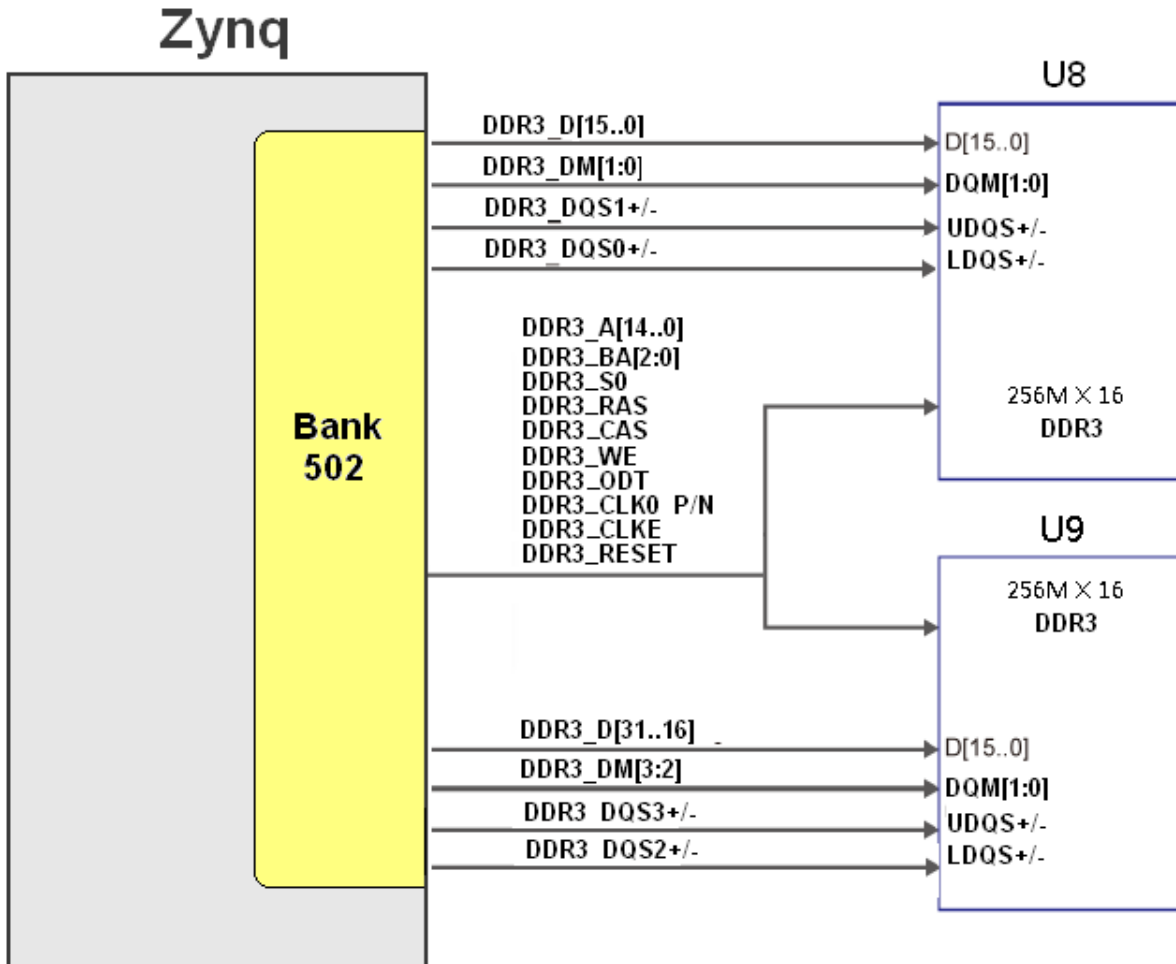 Zynq
U8
DDR3_D[15..0]
D[15..0]
DDR3_DM[1:0]
DQM[1:0]
DDR3_DQS1+/-
UDQS+/-
DDR3_DQS0+/-
LDQS+/-
DDR3_A[14..0]
DDR3_BA[2:0]
DDR3_S0
DDR3_RAS
DDR3_CAS
DDR3_WE
DDR3_ODT
DDR3_CLK0 P/N
DDR3_CLKE
DDR3_RESET
256M X 16
DDR3
Bank
502
U9
256M X 16
DDR3
DDR3_D[31..16]
D[15..0]
DDR3_DM[3:2]
DQM[1:0]
DDR3 DQS3+/-
UDQS+/-
DDR3 DQS2+/-
LDQS+/-